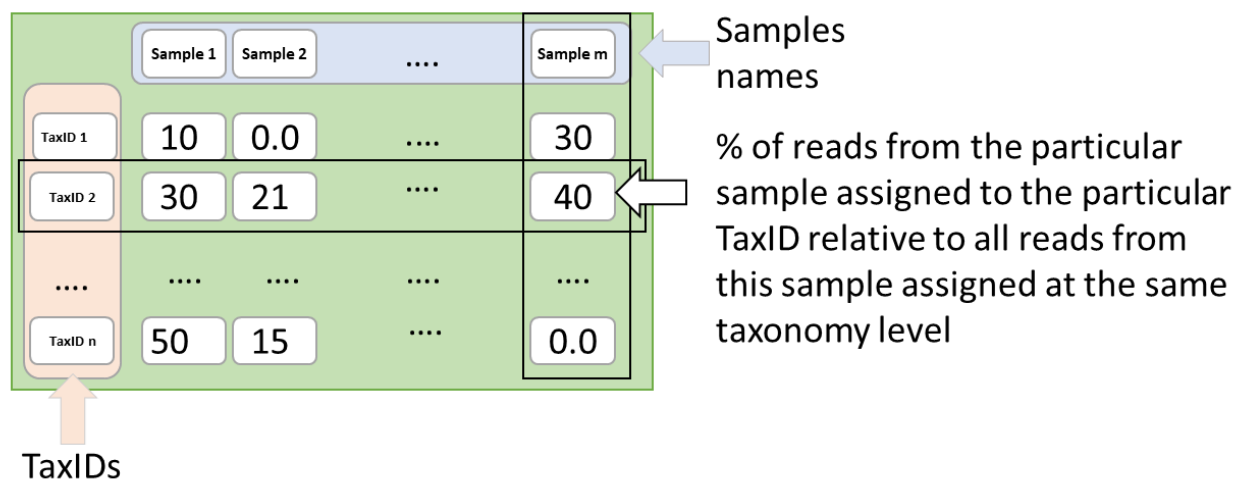 Sample 1 Sample 2 .... Sample m
Samples
names
TaxID 1 10 0.0 .... 30
TaxID 2 30 21 .... 40
.... .... .... .... ....
TaxID n 50 15 .... 0.0
% of reads from the particular
sample assigned to the particular
TaxID relative to all reads from
this sample assigned at the same
taxonomy level
TaxIDs